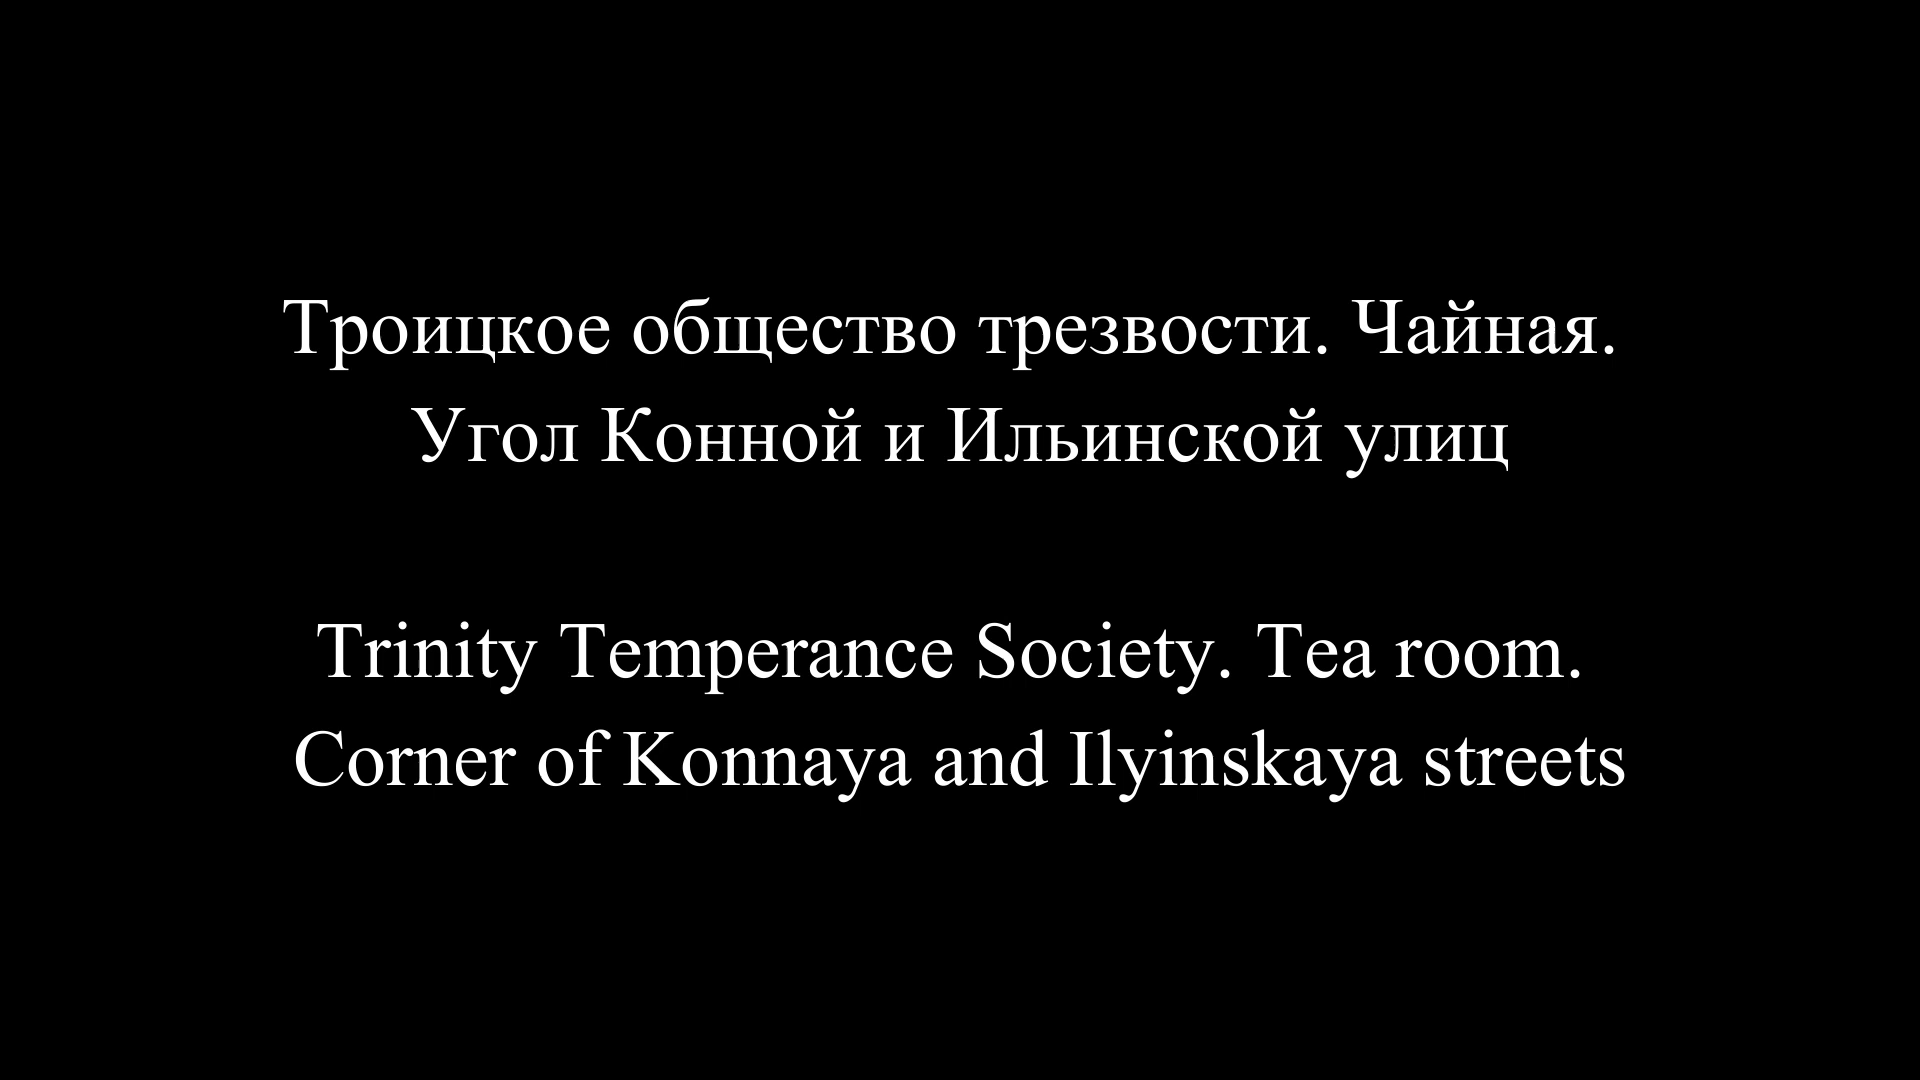 Троицкое общество трезвости. Чайная.
Угол Конной и Ильинской улиц
Trinity Temperance Society. Tea room.
Corner of Konnaya and Ilyinskaya streets